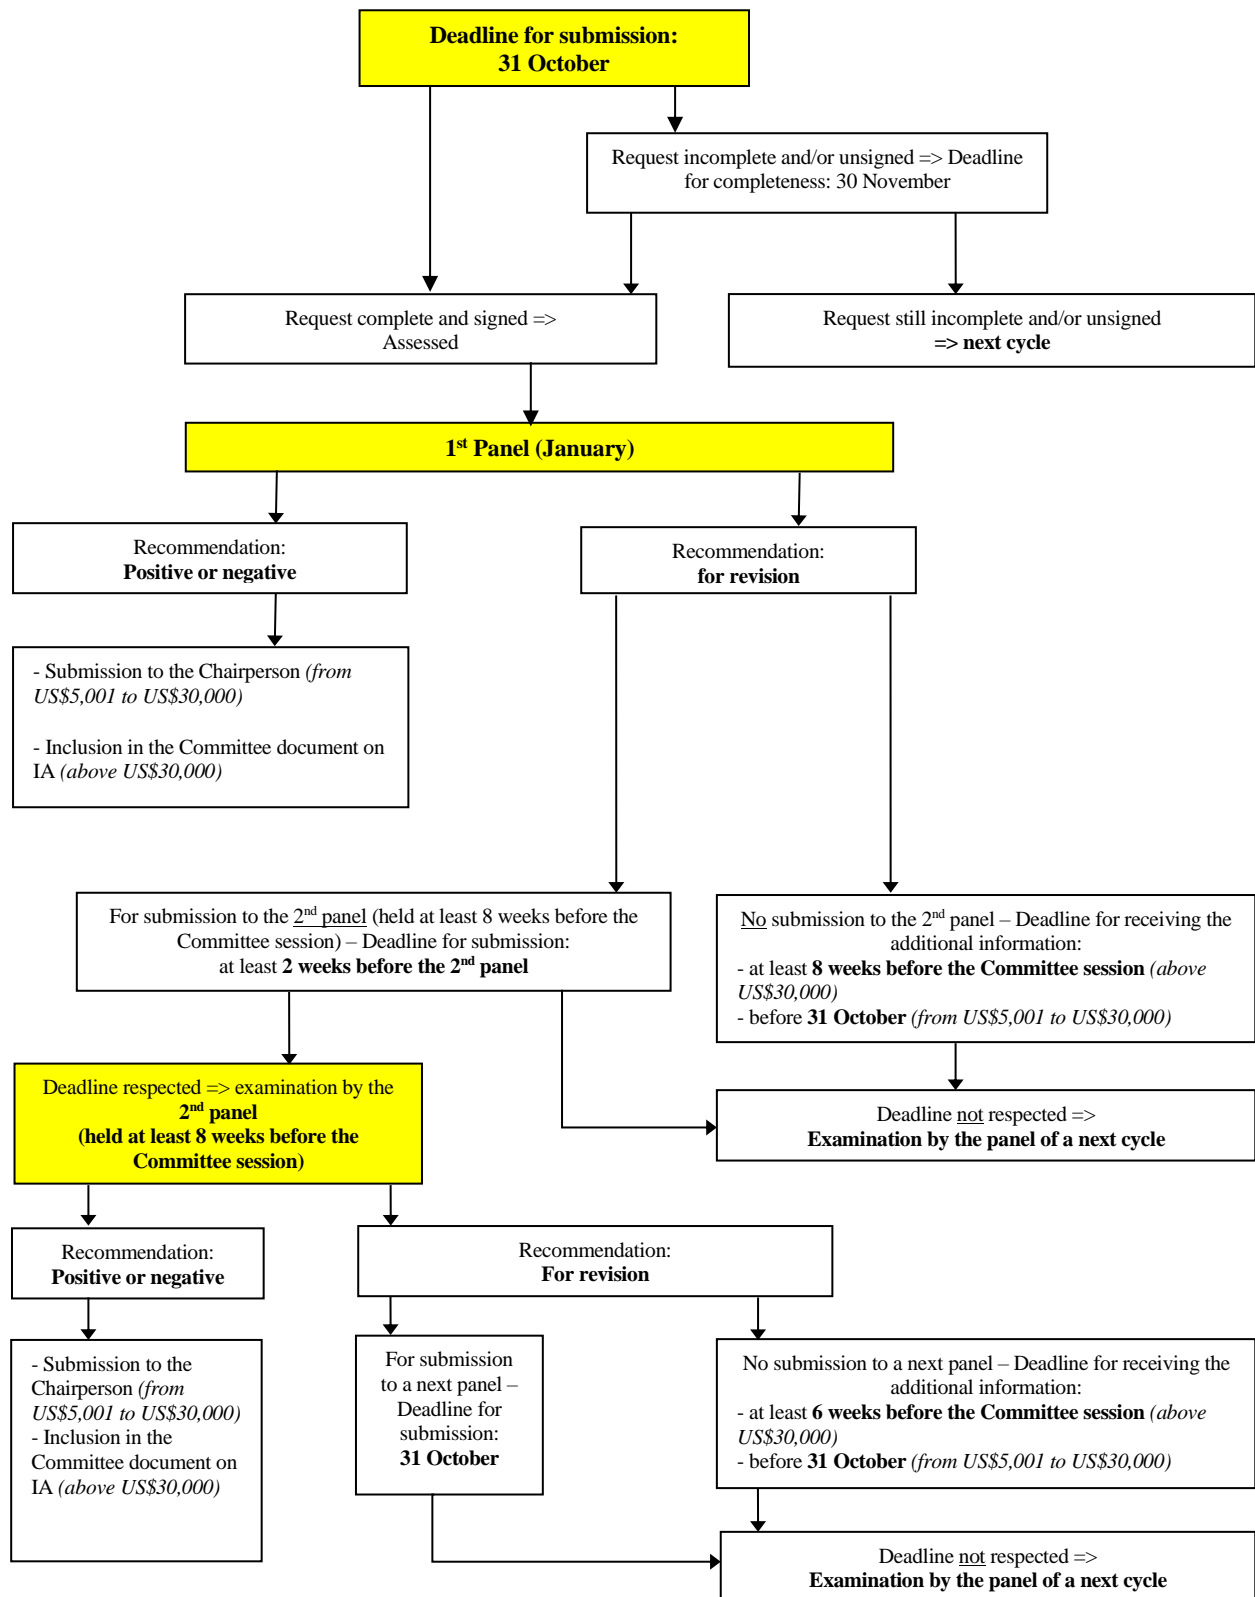 Deadline for submission:
31 October
Request incomplete and/or unsigned => Deadline
for completeness: 30 November
Request complete and signed =>
Assessed
Request still incomplete and/or unsigned
=> next cycle
1st Panel (January)
Recommendation:
Positive or negative
Recommendation:
for revision
- Submission to the Chairperson (from
US$5,001 to US$30,000)
- Inclusion in the Committee document on
IA (above US$30,000)
For submission to the 2nd panel (held at least 8 weeks before the
Committee session) – Deadline for submission:
at least 2 weeks before the 2nd panel
No submission to the 2nd panel – Deadline for receiving the
additional information:
- at least 8 weeks before the Committee session (above
US$30,000)
- before 31 October (from US$5,001 to US$30,000)
Deadline respected => examination by the
2nd panel
(held at least 8 weeks before the
Committee session)
Deadline not respected =>
Examination by the panel of a next cycle
Recommendation:
Positive or negative
Recommendation:
For revision
- Submission to the
Chairperson (from
US$5,001 to US$30,000)
- Inclusion in the
Committee document on
IA (above US$30,000)
For submission
to a next panel –
Deadline for
submission:
31 October
No submission to a next panel – Deadline for receiving the
additional information:
- at least 6 weeks before the Committee session (above
US$30,000)
- before 31 October (from US$5,001 to US$30,000)
Deadline not respected =>
Examination by the panel of a next cycle